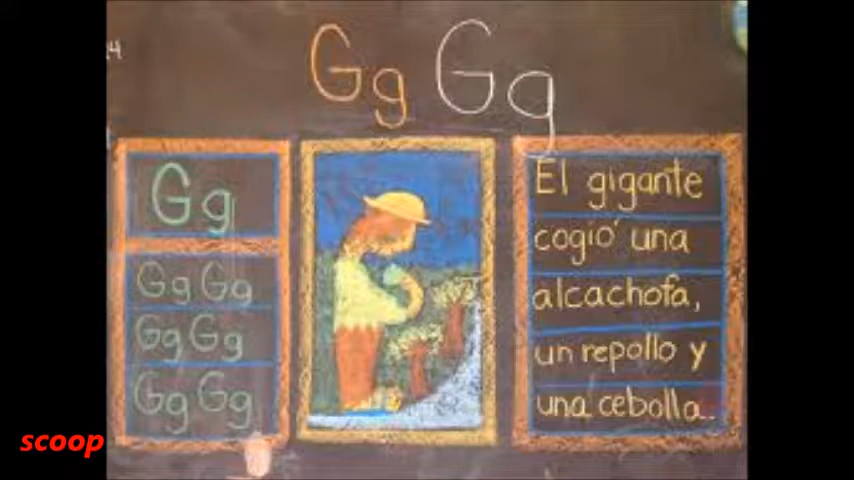 Gg Gg
Gg
Gg Gg
Gg Gg
Gg Gg
El gigante
cogió una
alcachofa,
un repollo y
una cebolla..
scoop